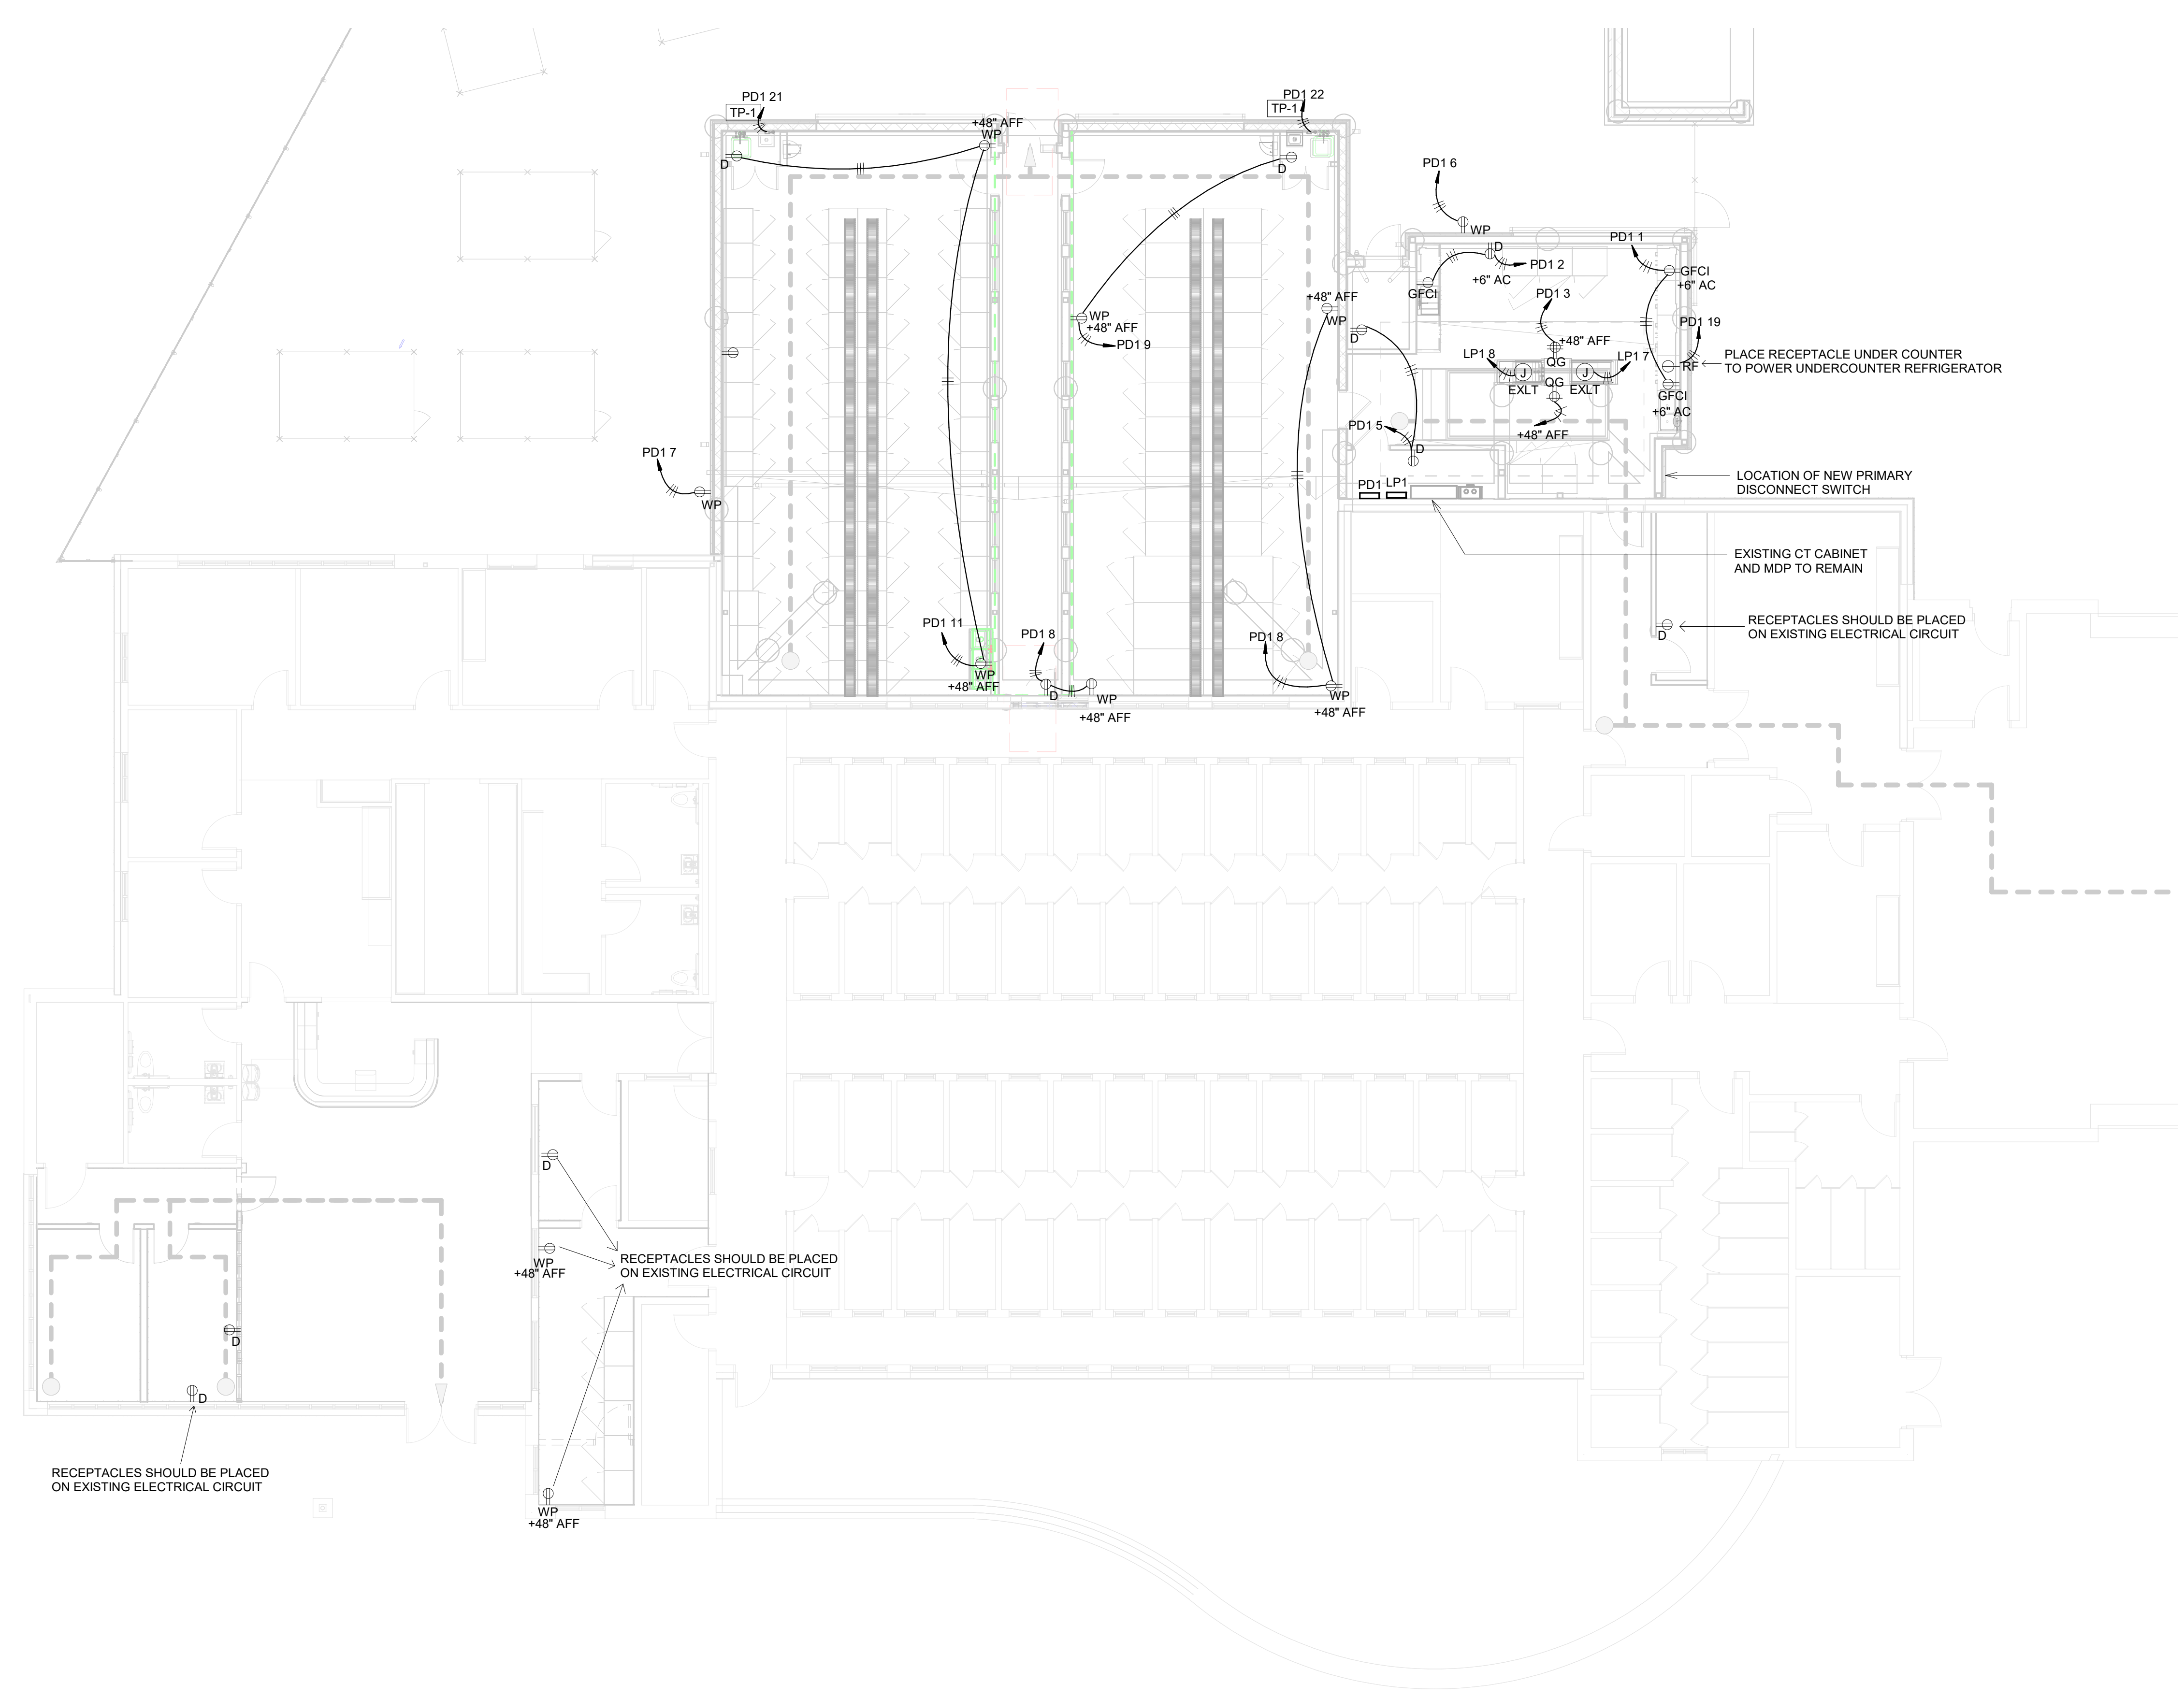 PD1 21
TP-1
PD1 22
TP-1
+48" AFF
WP
D
D
PD1 6
WP
PD1 1
D
PD1 2
+6" AC
GFCI
GFCI
+6" AC
PD1 3
+48" AFF
WP
WP
+48" AFF
PD1 9
D
PD1 19
+48" AFF
LP1 8
QG
LP1 7
RF
PLACE RECEPTACLE UNDER COUNTER
TO POWER UNDERCOUNTER REFRIGERATOR
J
J
QG
EXLT
EXLT
GFCI
+6" AC
PD1 5
+48" AFF
D
PD1 7
WP
PD1
LP1
LOCATION OF NEW PRIMARY
DISCONNECT SWITCH
EXISTING CT CABINET
AND MDP TO REMAIN
PD1 11
PD1 8
PD1 8
RECEPTACLES SHOULD BE PLACED
ON EXISTING ELECTRICAL CIRCUIT
D
WP
+48" AFF
D
WP
+48" AFF
WP
+48" AFF
D
WP
+48" AFF
RECEPTACLES SHOULD BE PLACED
ON EXISTING ELECTRICAL CIRCUIT
D
D
RECEPTACLES SHOULD BE PLACED
ON EXISTING ELECTRICAL CIRCUIT
WP
+48" AFF